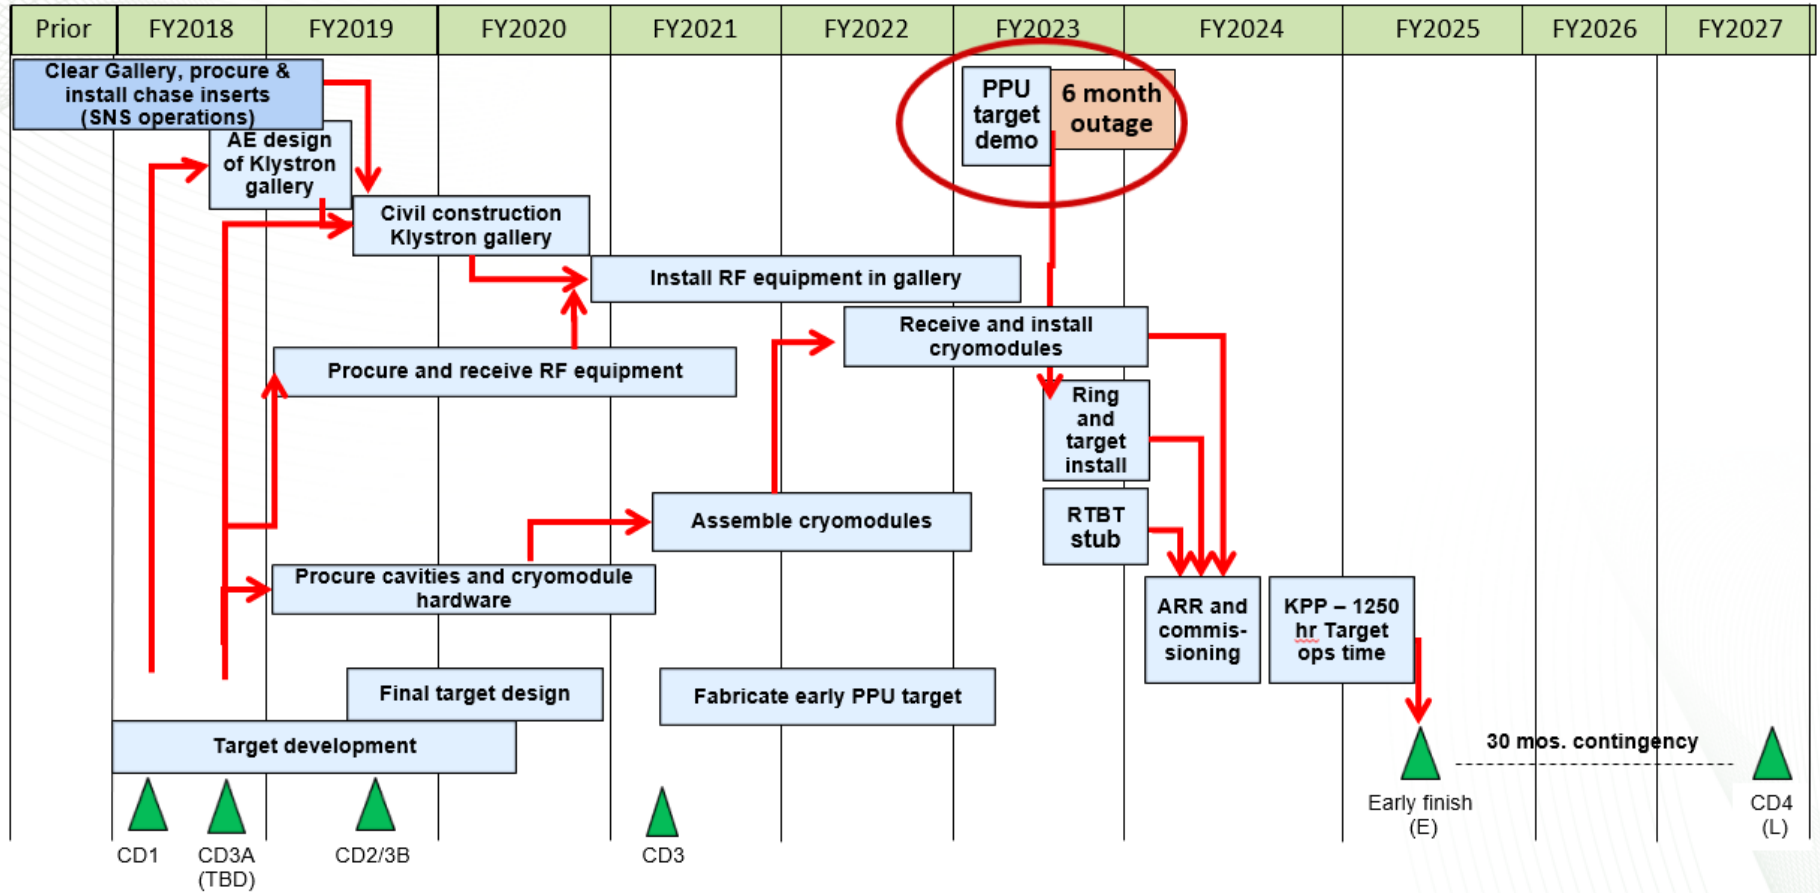 Prior FY2018 FY2019 FY2020 FY2021 FY2022 FY2023 FY2024 FY2025 FY2026 FY2027
Clear Gallery, procure &
install chase inserts
(SNS operations)
PPU
target
demo
6 month
outage
AE design
of Klystron
gallery
Civil construction
Klystron gallery
Install RF equipment in gallery
Receive and install
cryomodules
Procure and receive RF equipment
Ring
and
target
install
Assemble cryomodules
RTBT
stub
Procure cavities and cryomodule
hardware
ARR and
commis-
sioning
KPP – 1250
hr Target
ops time
Final target design
Fabricate early PPU target
Target development
30 mos. contingency
Early finish
(E)
CD4
(L)
CD1
CD3A
(TBD)
CD2/3B
CD3